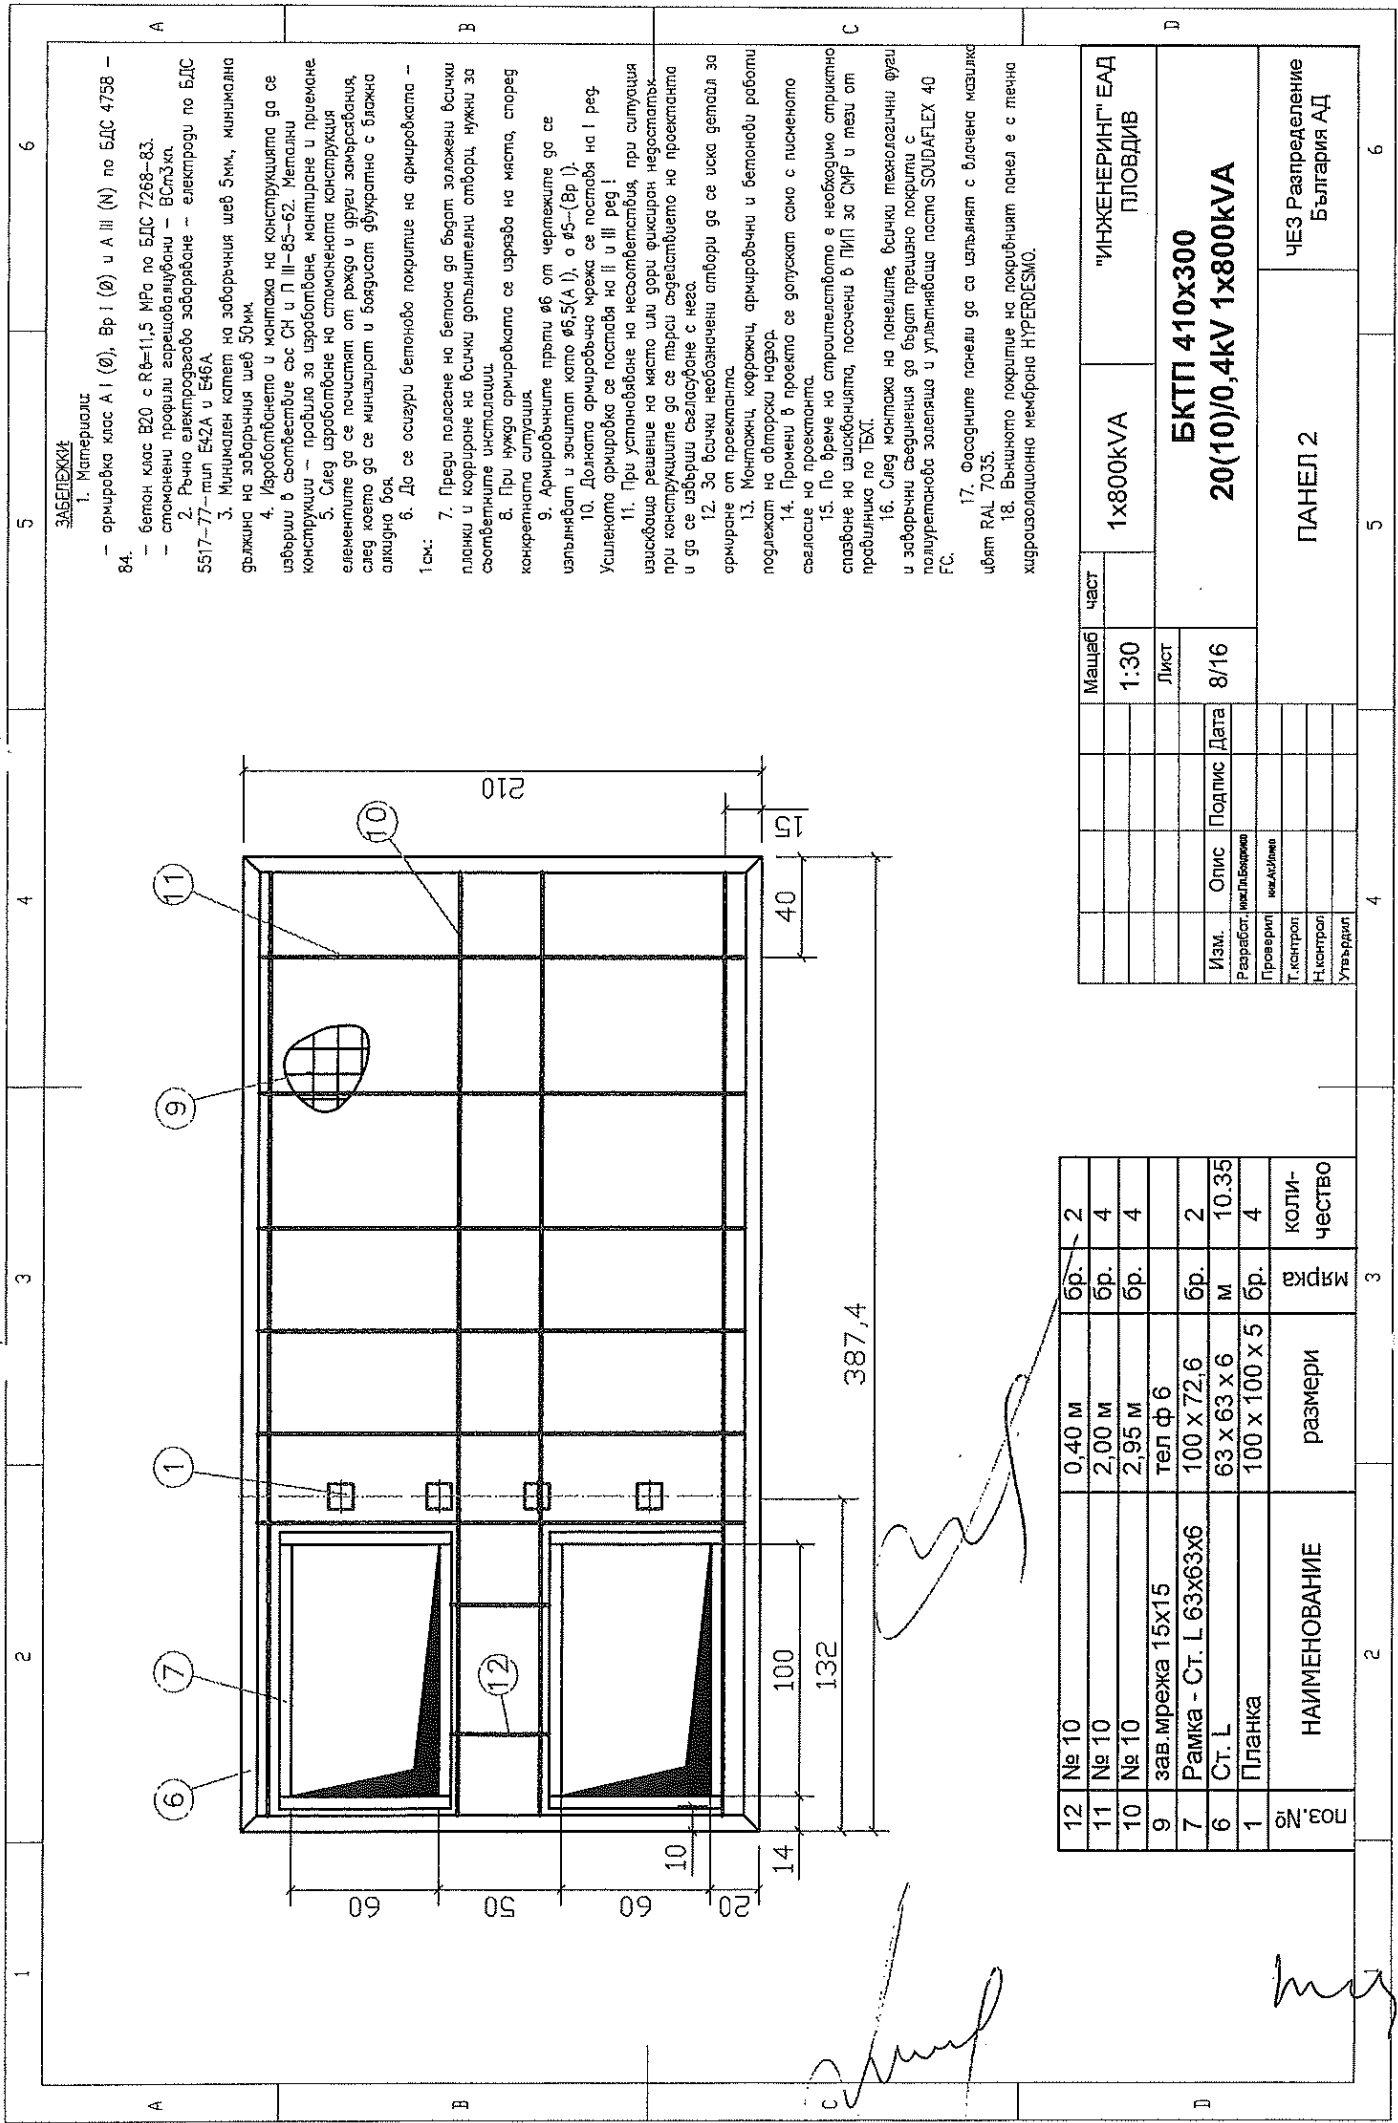 1 2 3 4 5 6
A
B
C
D
ЗАБЕЛЕЖКИ:
1. Материали:
– армировка клас А I (Ø), Вр I (Ø) и А III (N) по БДС 4758 –
84.
– бетон клас В20 с Rв=11,5 МРа по БДС 7268–83.
– стоманени профили горещовалцувани – ВСт3кп.
2. Ръчно електродъгово заваряване – електроди по БДС
5517–77–тип Е42А и Е46А.
3. Минимален катет на заваръчния шев 5мм, минимална
дължина на заваръчния шев 50мм.
4. Изработването и монтажа на конструкцията да се
извърши в съответствие със СН и П III–85–62. Метални
конструкции – правила за изработване, монтиране и приемане.
5. След изработване на стоманената конструкция
елементите да се почистят от ръжда и други замърсявания,
след което да се минизират и боядисат двукратно с блажна
алкидна боя.
6. Да се осигури бетоново покритие на армировката –
1см.:
7. Преди полагане на бетона да бъдат заложени всички
планки и кофриране на всички допълнителни отвори, нужни за
съответните инсталации.
8. При нужда армировката се изрязва на място, според
конкретната ситуация.
9. Армировъчните пръти ø6 от чертежите да се
изпълняват и зачитат като ø6,5(А I), а ø5–(Вр I).
10. Долната армировъчна мрежа се поставя на I ред.
Усилената армировка се поставя на II и III ред !
11. При установяване на несъответствия, при ситуация
изискваща решение на място или дори фиксиран недостатък
при конструкциите да се търси съдействието на проектанта
и да се извърши съгласуване с него.
12. За всички необозначени отвори да се иска детайл за
армиране от проектанта.
13. Монтажни, кофражни, армировъчни и бетонови работи
подлежат на авторски надзор.
14. Промени в проекта се допускат само с писменото
съгласие на проектанта.
15. По време на строителството е необходимо стриктно
спазване на изискванията, посочени в ПИП за СМР и тези от
правилника по ТБХТ.
16. След монтажа на панелите, всички технологични фуги
и заваръчни съединения да бъдат прецизно покрити с
полиуретанова залепяща и уплътняваща паста SOUDAFLEX 40
FC.
17. Фасадните панели да са изпълнят с влачена мазилка
цвят RAL 7035.
18. Външното покритие на покривният панел е с течна
хидроизолационна мембрана HYPERDESMO.
6 7 12 1 9 11 10
60
50
60
20
10
14
100
132
387,4
40
15
210
12 № 10 0,40 м бр. 2
11 № 10 2,00 м бр. 4
10 № 10 2,95 м бр. 4
9 зав.мрежа 15x15 тел ф 6
7 Рамка - Ст. L 63x63x6 100 x 72,6 бр. 2
6 Ст. L 63 x 63 x 6 м 10.35
1 Планка 100 x 100 x 5 бр. 4
поз.№ НАИМЕНОВАНИЕ размери мярка коли-
чество
Мащаб част
1:30 1x800kVA "ИНЖЕНЕРИНГ" ЕАД
ПЛОВДИВ
Лист
8/16
БКТП 410x300
20(10)/0,4kV 1x800kVA
Изм. Опис Подпис Дата
Разработ.
Проверил
Т.контрол
Н.контрол
Утвърдил
ПАНЕЛ 2
ЧЕЗ Разпределение
България АД
A
B
C
D
1 2 3 4 5 6